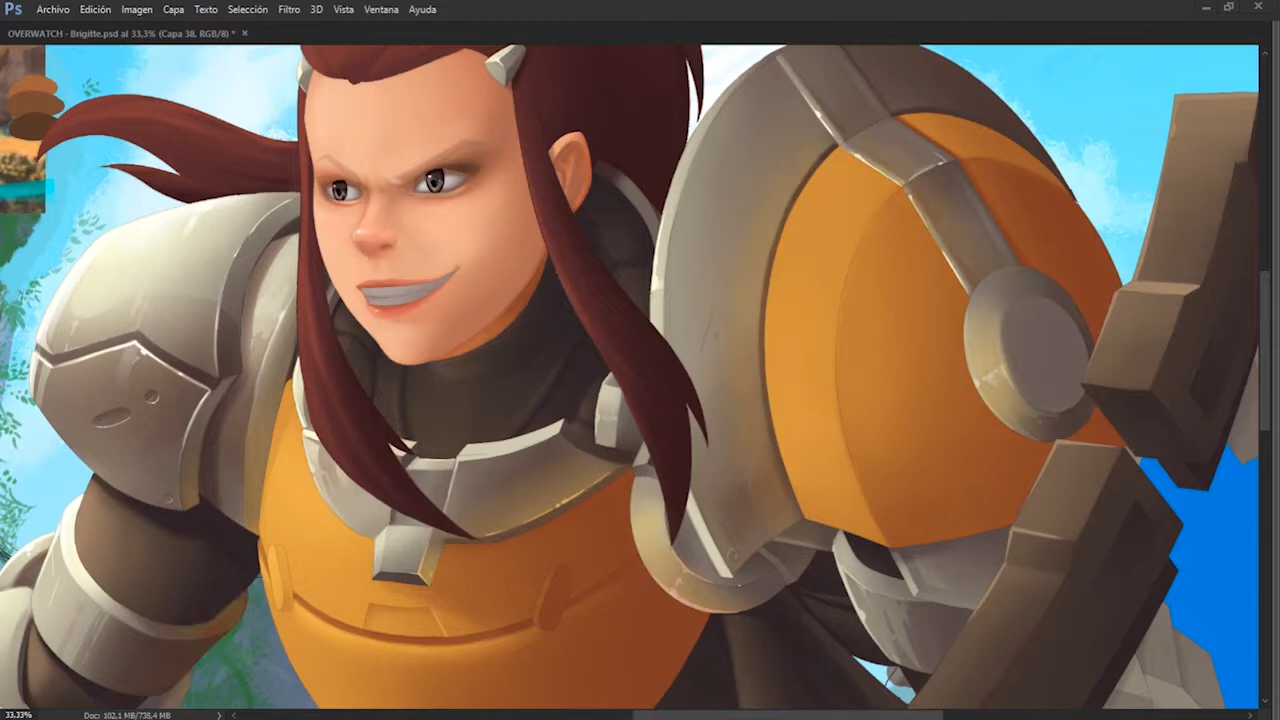 Ps Archivo Edición Imagen Capa Texto Selección Filtro 3D Vista Ventana Ayuda
OVERWATCH - Brigitte.psd al 33,3% (Capa 38, RGB/8) *
33,33% Doc: 102,1 MB/738,4 MB